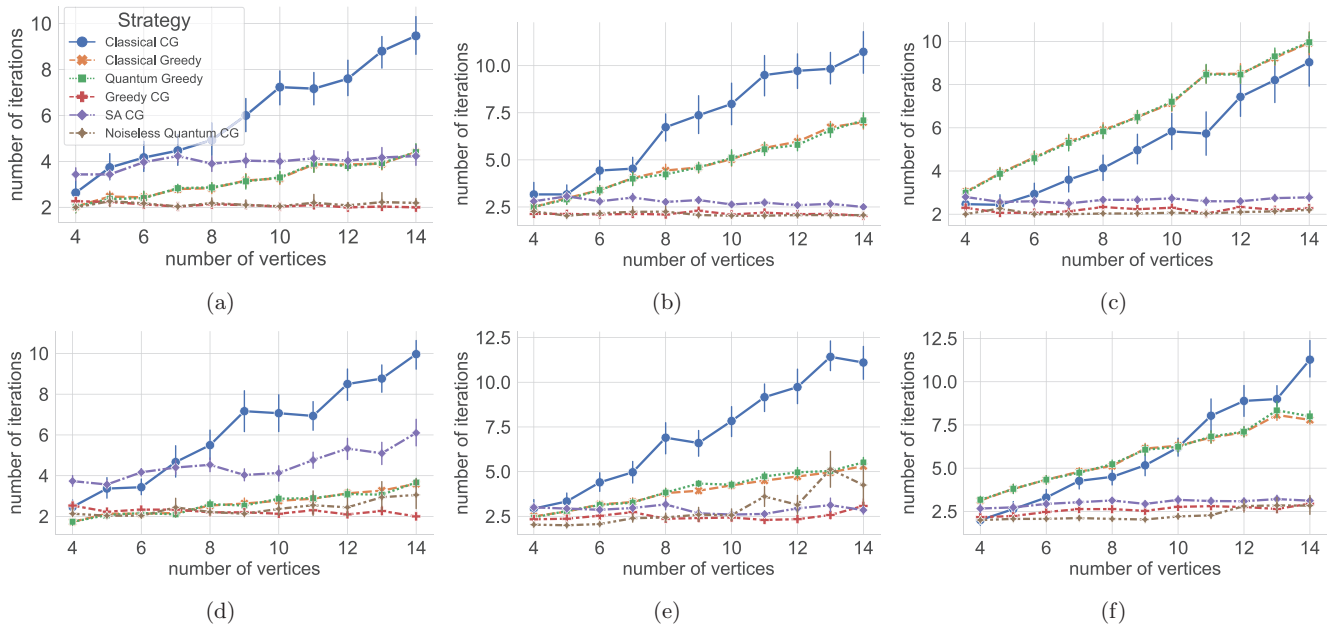 Strategy
Classical CG
Classical Greedy
Quantum Greedy
Greedy CG
SA CG
Noiseless Quantum CG
number of iterations
10
8
6
4
2
4 6 8 10 12 14
number of vertices
(a)
number of iterations
10.0
7.5
5.0
2.5
4 6 8 10 12 14
number of vertices
(b)
number of iterations
10
8
6
4
2
4 6 8 10 12 14
number of vertices
(c)
number of iterations
10
8
6
4
2
4 6 8 10 12 14
number of vertices
(d)
number of iterations
12.5
10.0
7.5
5.0
2.5
4 6 8 10 12 14
number of vertices
(e)
number of iterations
12.5
10.0
7.5
5.0
2.5
4 6 8 10 12 14
number of vertices
(f)